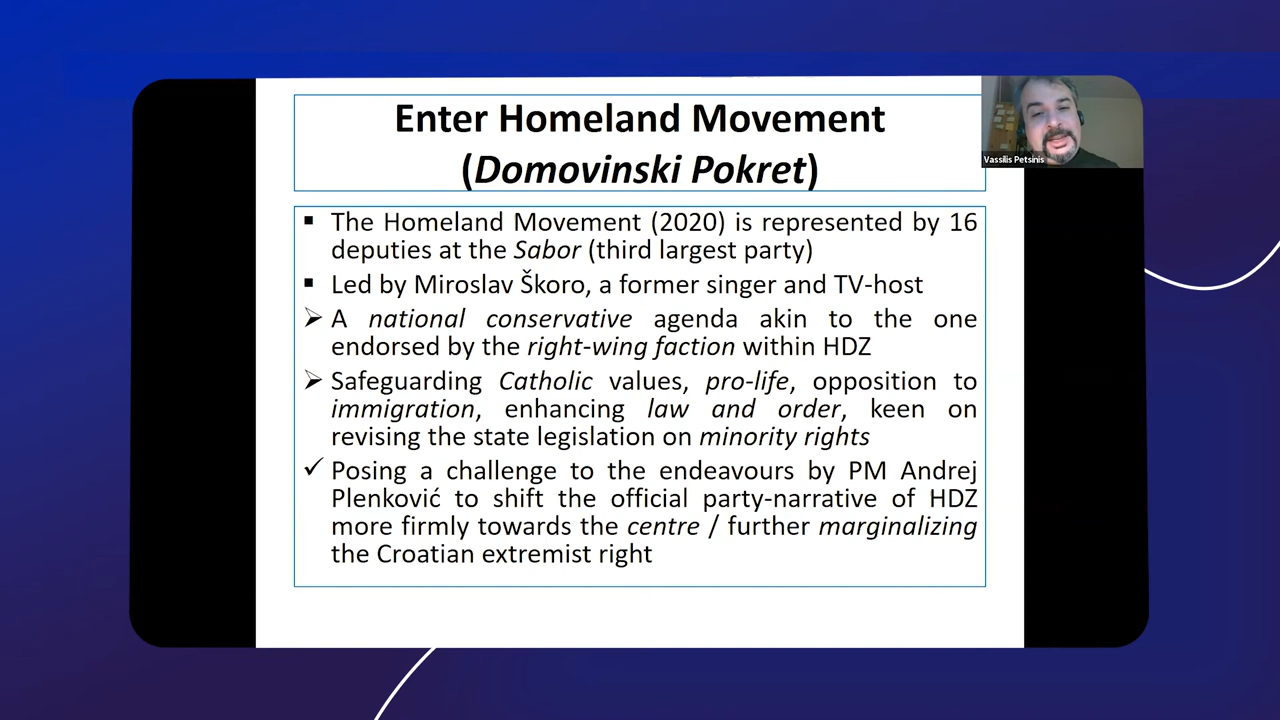 Enter Homeland Movement
(Domovinski Pokret)
Vassilis Petsinis
▪ The Homeland Movement (2020) is represented by 16
deputies at the Sabor (third largest party)
▪ Led by Miroslav Škoro, a former singer and TV-host
➢ A national conservative agenda akin to the one
endorsed by the right-wing faction within HDZ
➢ Safeguarding Catholic values, pro-life, opposition to
immigration, enhancing law and order, keen on
revising the state legislation on minority rights
✓ Posing a challenge to the endeavours by PM Andrej
Plenković to shift the official party-narrative of HDZ
more firmly towards the centre / further marginalizing
the Croatian extremist right